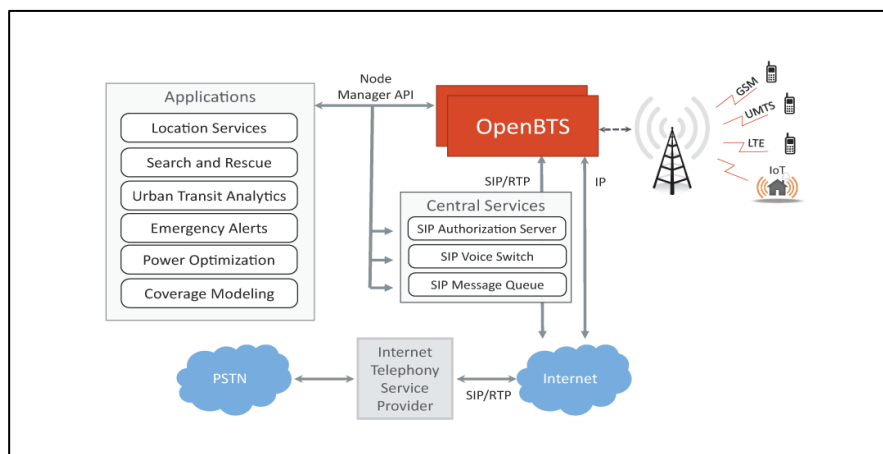 Applications
Location Services
Search and Rescue
Urban Transit Analytics
Emergency Alerts
Power Optimization
Coverage Modeling
Node
Manager API
OpenBTS
GSM
UMTS
LTE
IoT
SIP/RTP
IP
Central Services
SIP Authorization Server
SIP Voice Switch
SIP Message Queue
PSTN
Internet
Telephony
Service
Provider
SIP/RTP
Internet